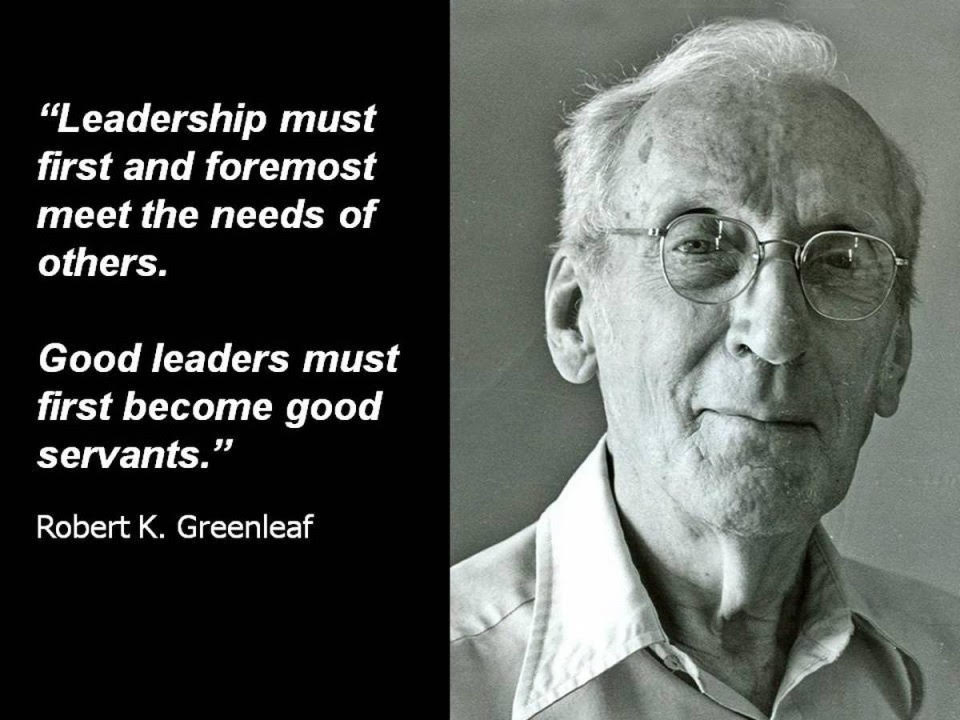 “Leadership must
first and foremost
meet the needs of
others.
Good leaders must
first become good
servants.”
Robert K. Greenleaf